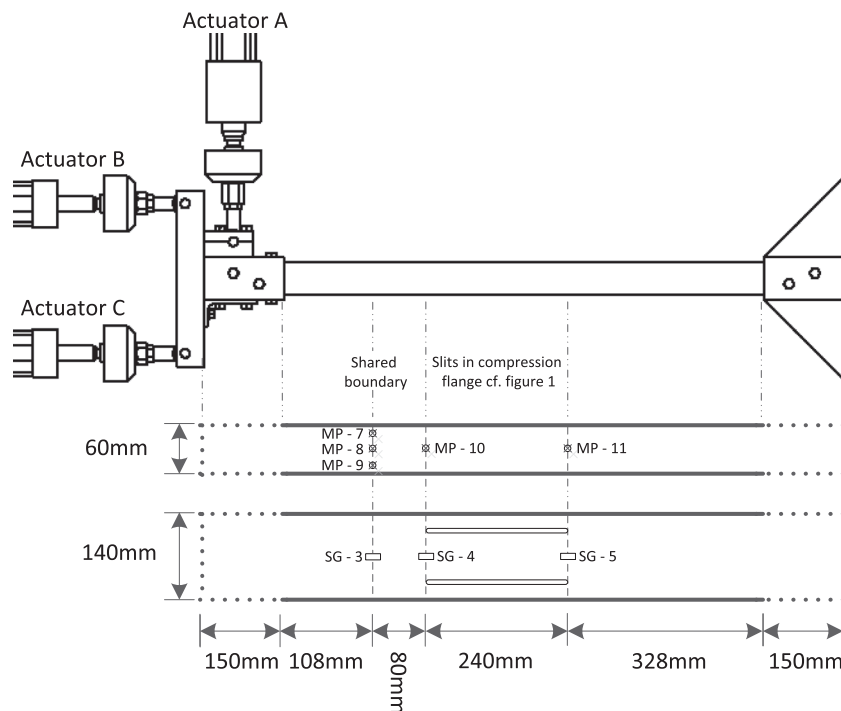 Actuator A
Actuator B
Actuator C
Shared
boundary
Slits in compression
flange cf. figure 1
60mm
MP - 7
MP - 8
MP - 9
MP - 10
MP - 11
140mm
SG - 3
SG - 4
SG - 5
150mm
108mm
80mm
240mm
328mm
150mm